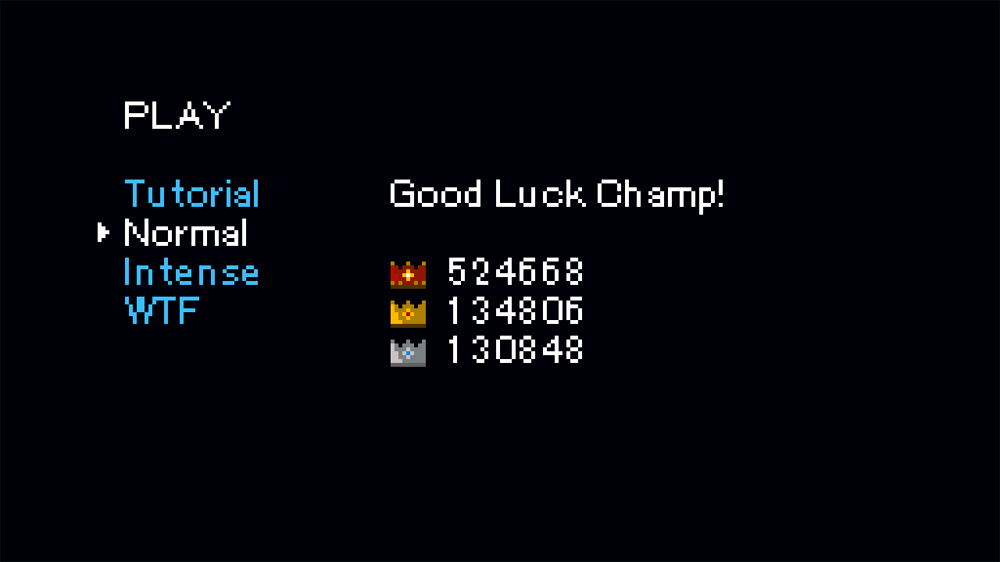 PLAY
Tutorial
Normal
Intense
WTF
Good Luck Champ!
524668
134806
130848